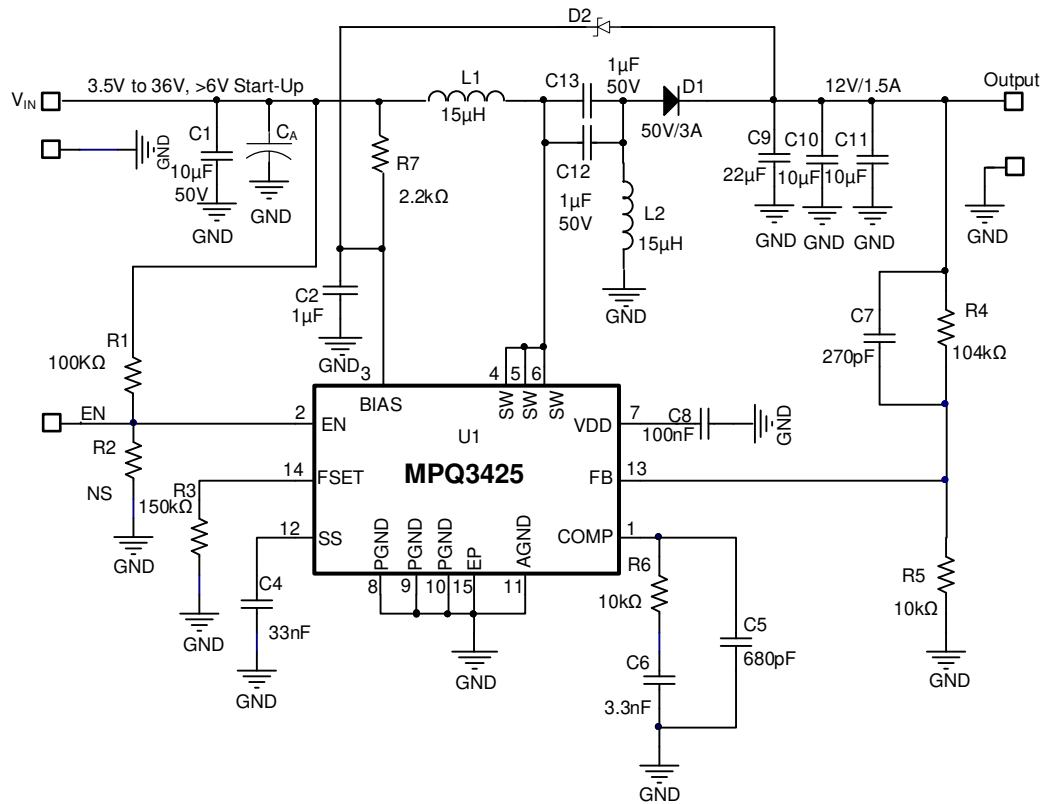 D2
3.5V to 36V, >6V Start-Up
L1
15µH
C13
1µF
50V
D1
50V/3A
12V/1.5A
Output
VIN
GND
C1
10µF
50V
GND
CA
GND
R7
2.2kΩ
C12
1µF
50V
L2
15µH
GND
C9
22µF
GND
C10
10µF
GND
C11
10µF
GND
GND
C2
1µF
GND
R1
100KΩ
C7
270pF
R4
104kΩ
3
4
5
6
BIAS
SW
SW
SW
EN
2
EN
U1
MPQ3425
VDD
7
C8
100nF
GND
R2
NS
GND
14
FSET
R3
150kΩ
GND
FB
13
12
SS
C4
33nF
GND
PGND
PGND
PGND
EP
AGND
8
9
10
15
11
GND
COMP
1
R6
10kΩ
C6
3.3nF
C5
680pF
GND
R5
10kΩ
GND